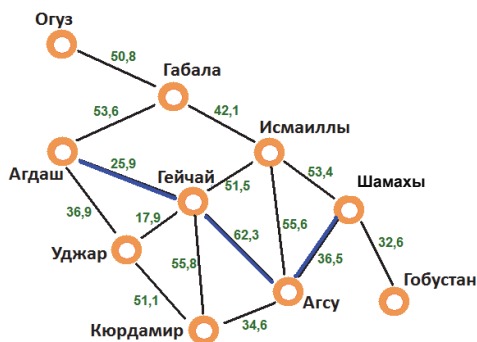 Огуз
50,8
Габала
53,6
42,1
Исмаиллы
Агдаш
25,9
Гейчай
51,5
53,4
Шамахы
36,9
17,9
62,3
55,6
32,6
Уджар
55,8
36,5
Гобустан
51,1
Агсу
Кюрдамир
34,6